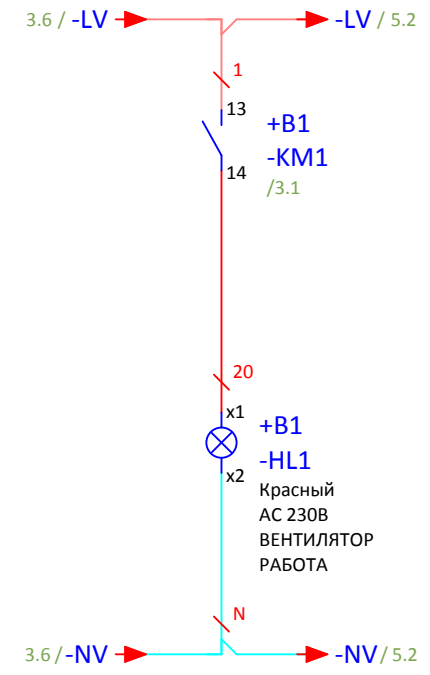 3.6 / -LV
-LV / 5.2
1
13
+B1
-KM1
14
/3.1
20
x1
+B1
-HL1
x2
Красный
АС 230В
ВЕНТИЛЯТОР
РАБОТА
N
3.6 / -NV
-NV / 5.2